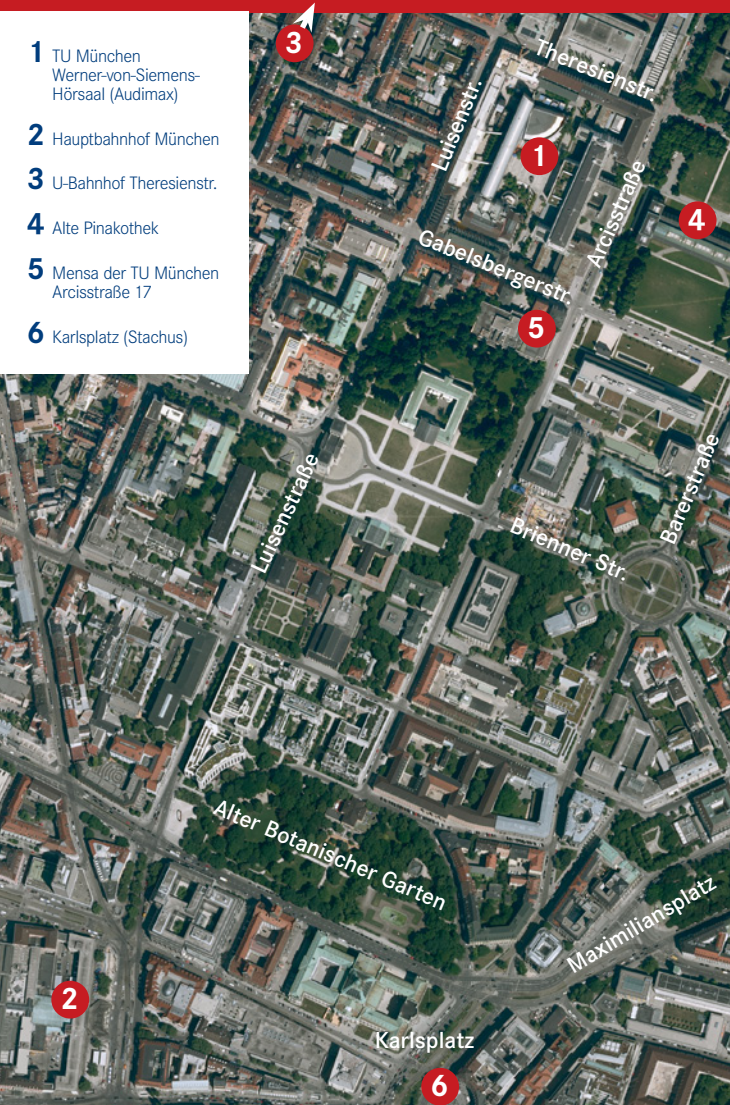 1 TU München
Werner-von-Siemens-
Hörsaal (Audimax)
2 Hauptbahnhof München
3 U-Bahnhof Theresienstr.
4 Alte Pinakothek
5 Mensa der TU München
Arcisstraße 17
6 Karlsplatz (Stachus)
3
Theresienstr.
Luisenstr.
1
Arcisstraße
4
Gabelsbergerstr.
5
Luisenstraße
Barerstraße
Brienner Str.
Alter Botanischer Garten
Maximiliansplatz
2
Karlsplatz
6